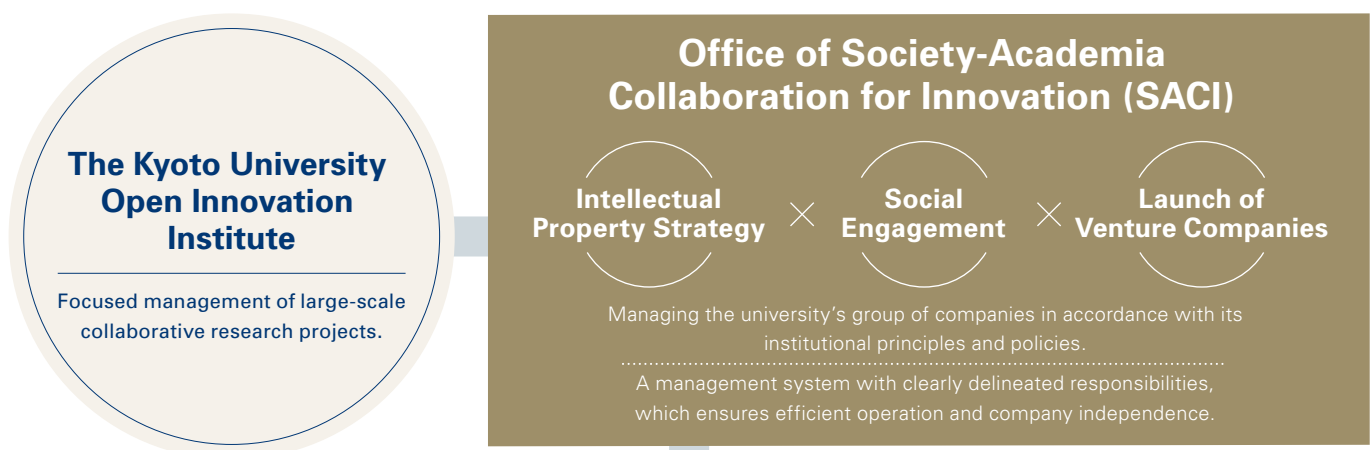 The Kyoto University
Open Innovation
Institute
Focused management of large-scale
collaborative research projects.
Office of Society-Academia
Collaboration for Innovation (SACI)
Intellectual
Property Strategy
×
Social
Engagement
×
Launch of
Venture Companies
Managing the university’s group of companies in accordance with its
institutional principles and policies.
A management system with clearly delineated responsibilities,
which ensures efficient operation and company independence.